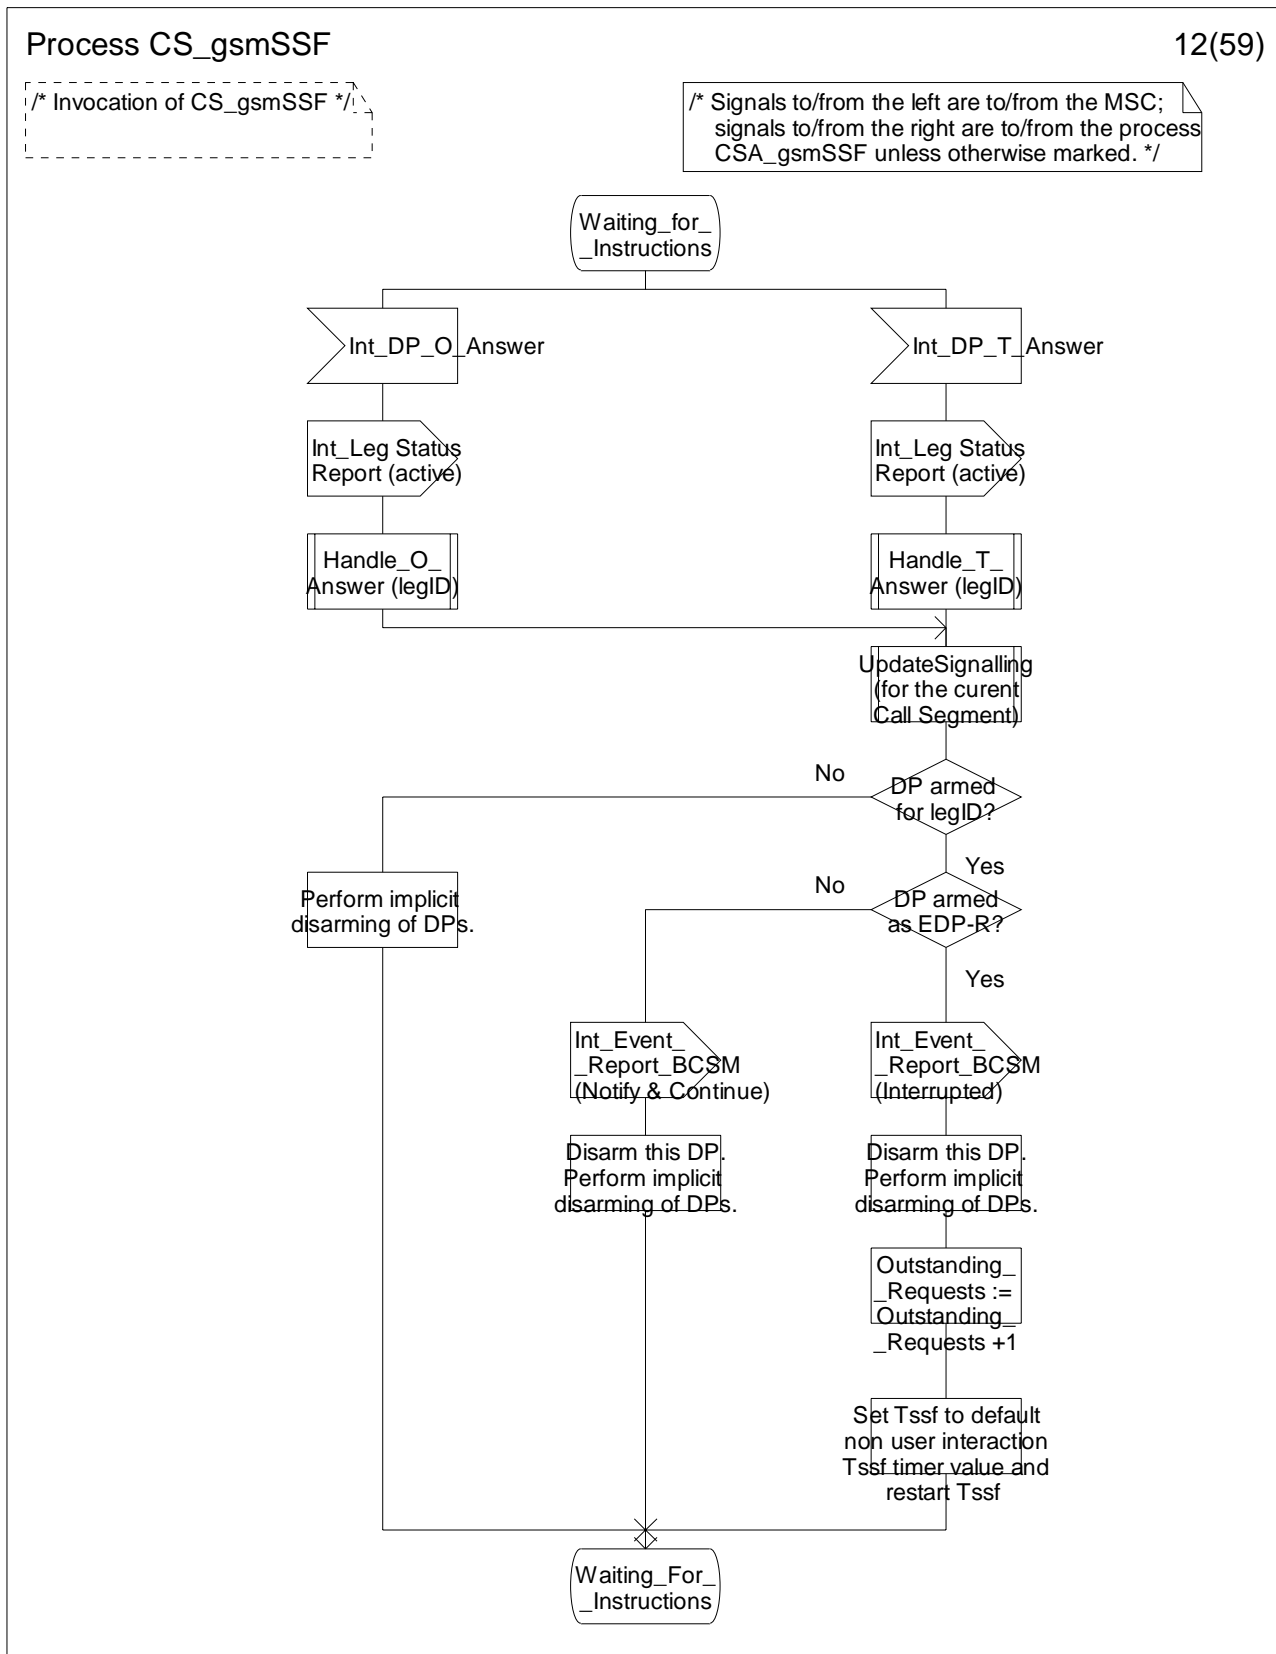 Process CS_gsmSSF
12(59)
/* Invocation of CS_gsmSSF */
/* Signals to/from the left are to/from the MSC;
signals to/from the right are to/from the process
CSA_gsmSSF unless otherwise marked. */
Waiting_for_
_Instructions
Int_DP_O_Answer
Int_DP_T_Answer
Int_Leg Status
Report (active)
Int_Leg Status
Report (active)
Handle_O_
Answer (legID)
Handle_T_
Answer (legID)
UpdateSignalling
(for the curent
Call Segment)
No
DP armed
for legID?
Yes
Perform implicit
disarming of DPs.
No
DP armed
as EDP-R?
Yes
Int_Event_
_Report_BCSM
(Notify & Continue)
Int_Event_
_Report_BCSM
(Interrupted)
Disarm this DP.
Perform implicit
disarming of DPs.
Disarm this DP.
Perform implicit
disarming of DPs.
Outstanding_
_Requests :=
Outstanding_
_Requests +1
Set Tssf to default
non user interaction
Tssf timer value and
restart Tssf
Waiting_For_
_Instructions